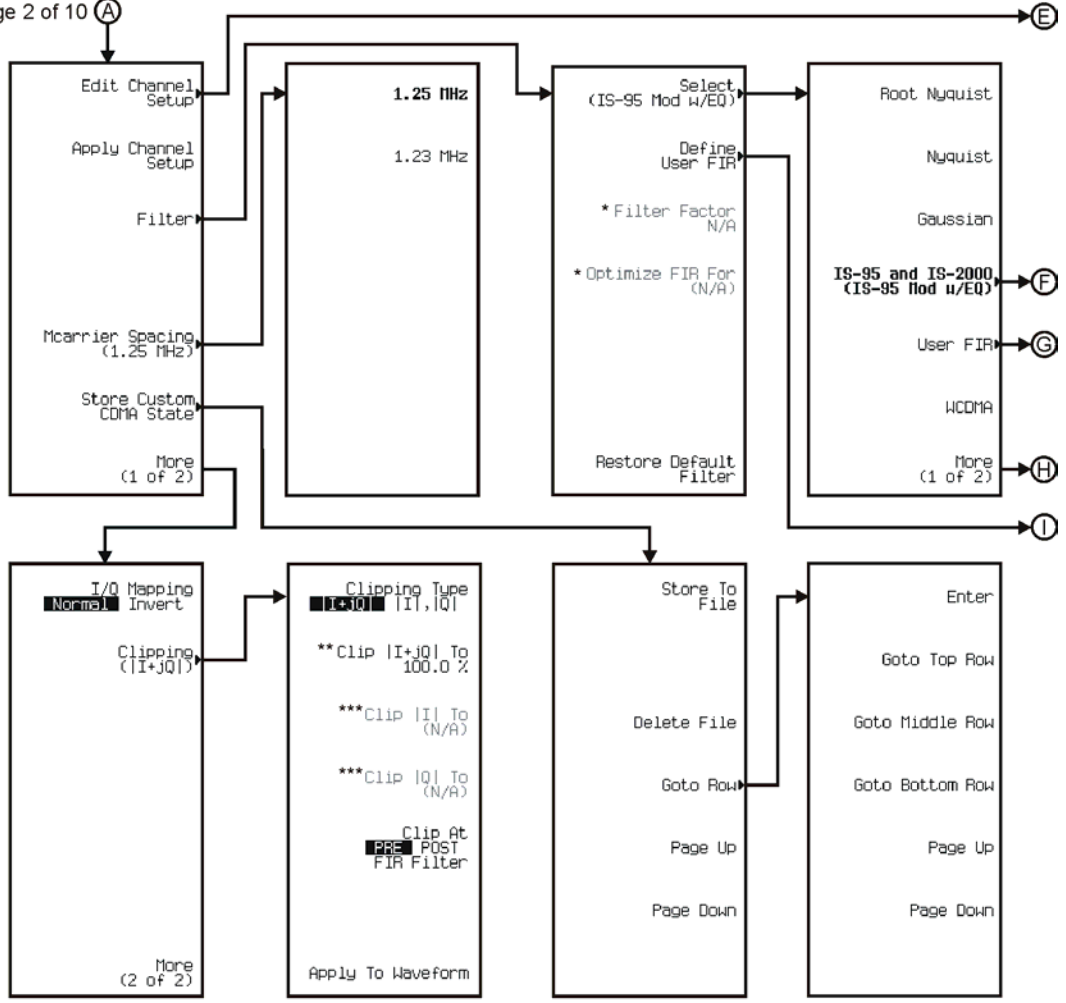 ge 2 of 10 A
E
Edit Channel
Setup
Apply Channel
Setup
Filter
Mcarrier Spacing
(1.25 MHz)
Store Custom
CDMA State
More
(1 of 2)
1.25 MHz
1.23 MHz
Select
(IS-95 Mod w/EQ)
Define
User FIR
* Filter Factor
N/A
* Optimize FIR For
(N/A)
Restore Default
Filter
Root Nyquist
Nyquist
Gaussian
IS-95 and IS-2000
(IS-95 Mod w/EQ)
User FIR
WCDMA
More
(1 of 2)
F
G
H
I
I/Q Mapping
Normal Invert
Clipping
(|I+jQ|)
More
(2 of 2)
Clipping Type
|I+jQ| |I|,|Q|
**Clip |I+jQ| To
100.0 %
***Clip |I| To
(N/A)
***Clip |Q| To
(N/A)
Clip At
PRE POST
FIR Filter
Apply To Waveform
Store To
File
Delete File
Goto Row
Page Up
Page Down
Enter
Goto Top Row
Goto Middle Row
Goto Bottom Row
Page Up
Page Down